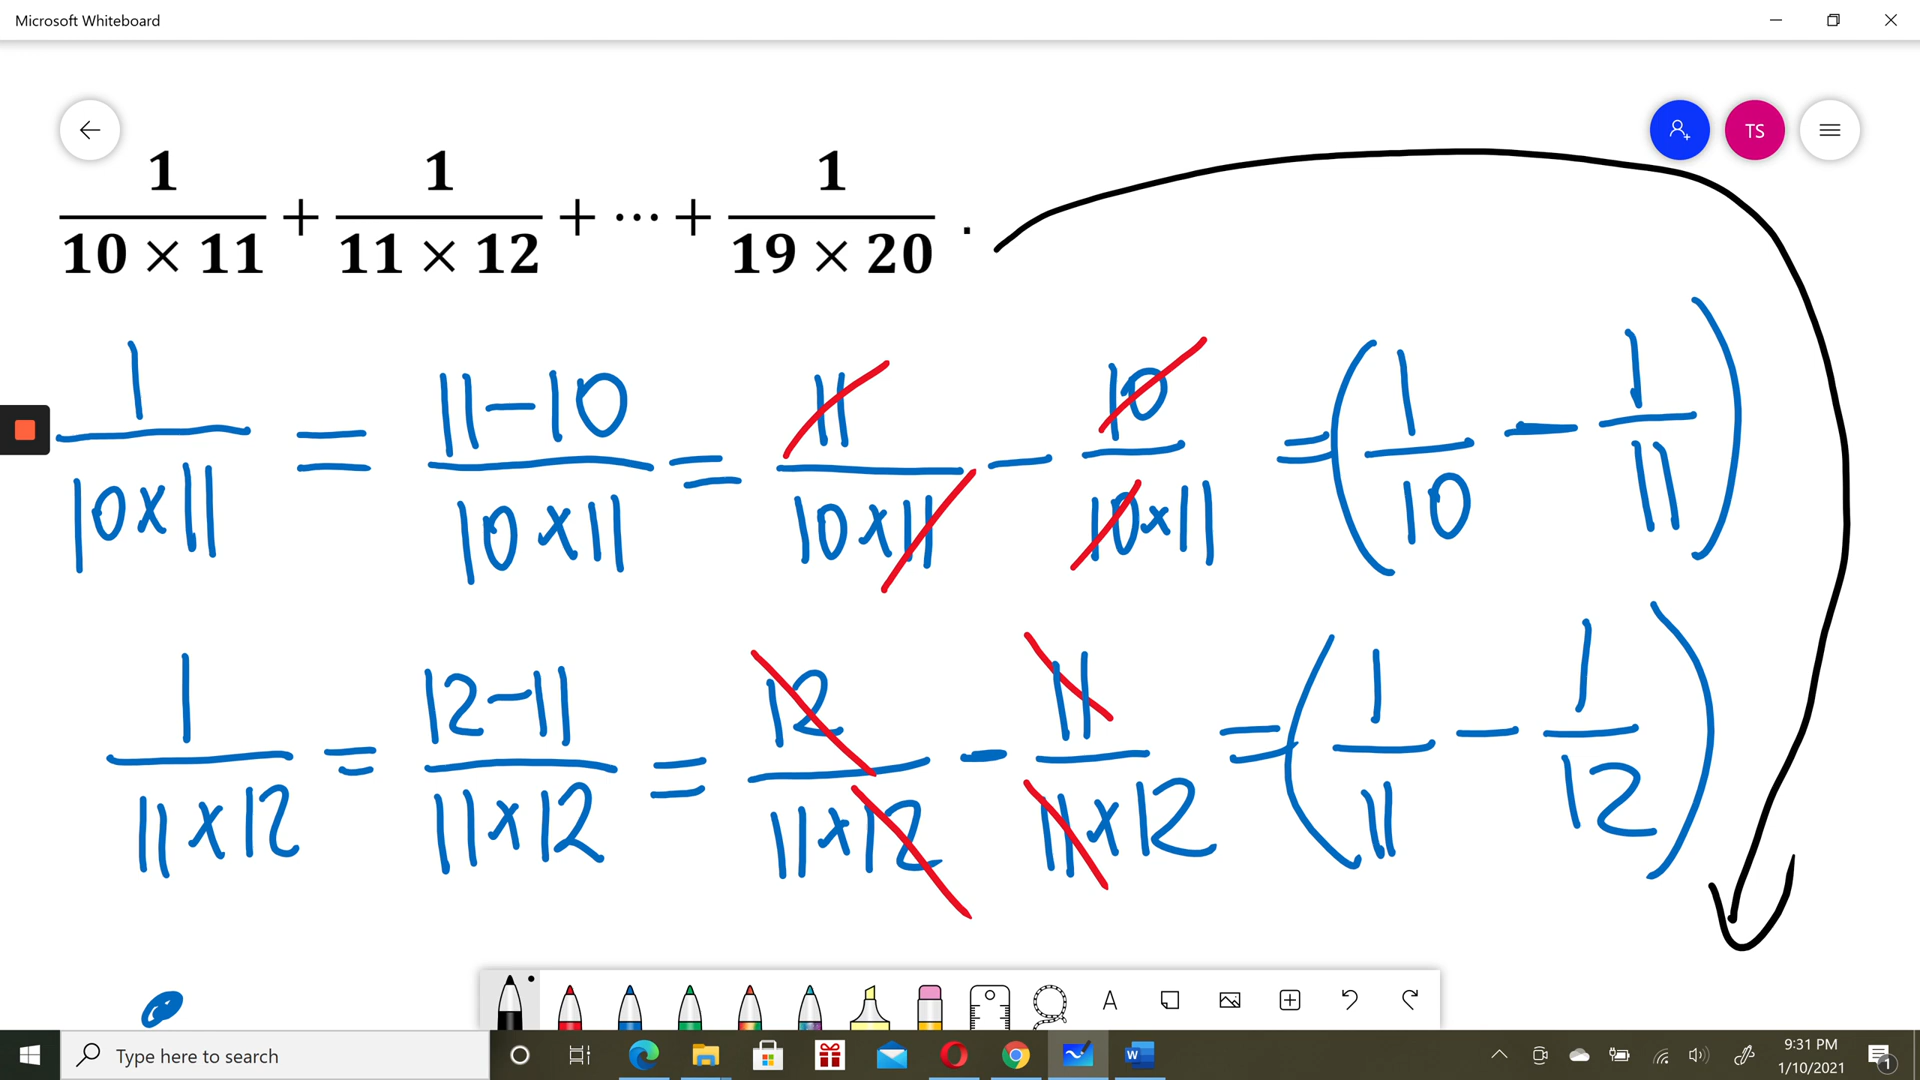 Microsoft Whiteboard
TS
1/(10 × 11) + 1/(11 × 12) + ⋯ + 1/(19 × 20) .
1/(10×11) = (11−10)/(10×11) = 11/(10×11) − 10/(10×11) = (1/10 − 1/11)
1/(11×12) = (12−11)/(11×12) = 12/(11×12) − 11/(11×12) = (1/11 − 1/12)
A
Type here to search
W
9:31 PM
1/10/2021
1